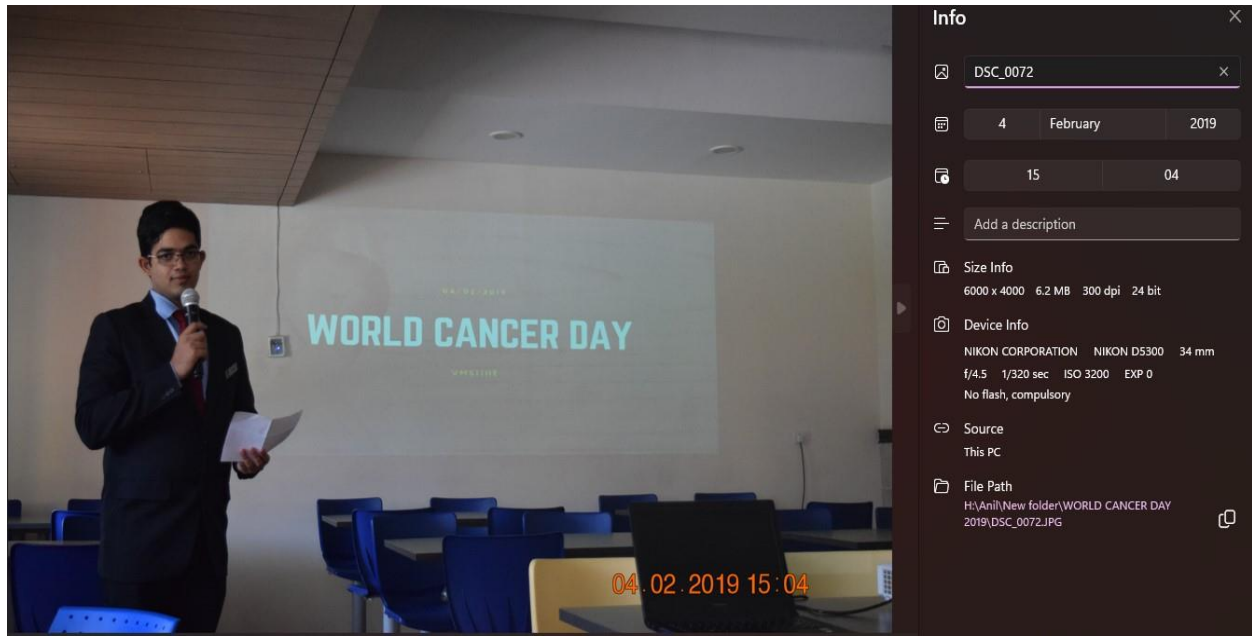 04/02/2019
WORLD CANCER DAY
04.02.2019 15:04
Info
DSC_0072
4 February 2019
15 04
Add a description
Size Info
6000 x 4000 6.2 MB 300 dpi 24 bit
Device Info
NIKON CORPORATION NIKON D5300 34 mm
f/4.5 1/320 sec ISO 3200 EXP 0
No flash, compulsory
Source
This PC
File Path
H:\Anil\New folder\WORLD CANCER DAY
2019\DSC_0072.JPG